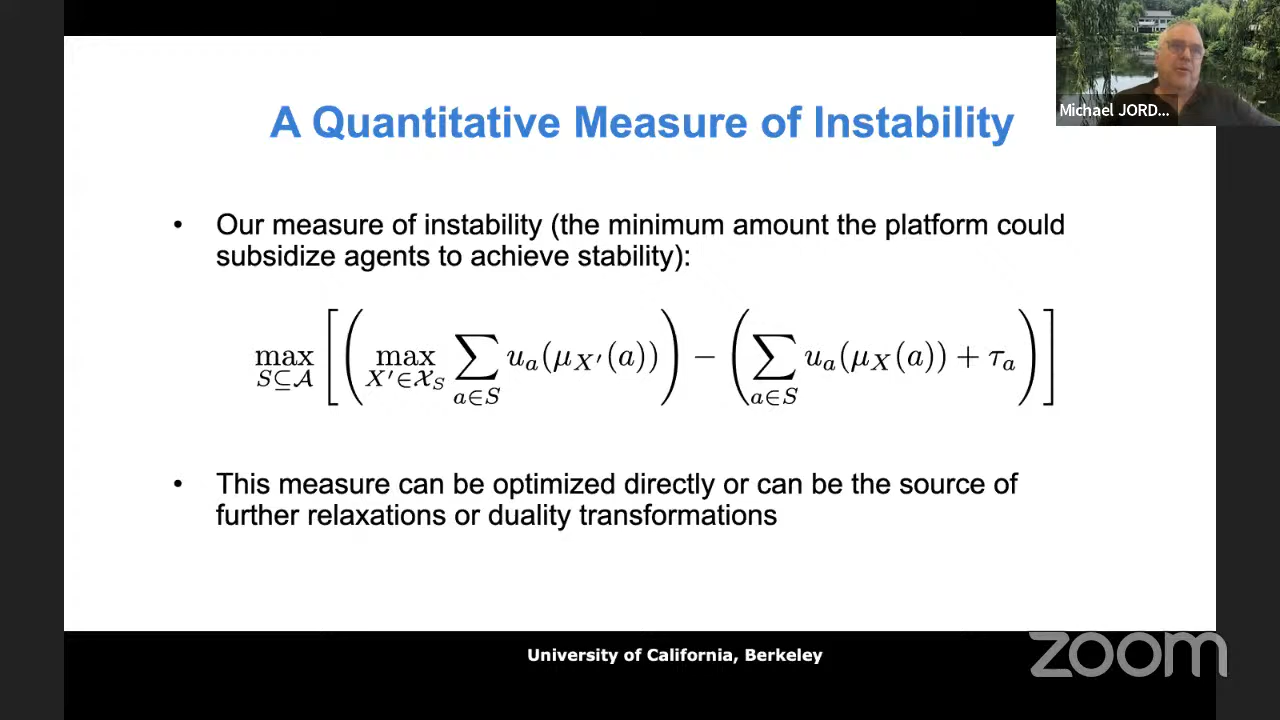 A Quantitative Measure of Instability
Michael JORD...
• Our measure of instability (the minimum amount the platform could
subsidize agents to achieve stability):
max_{S⊆𝒜} [ ( max_{X′∈𝒳_S} ∑_{a∈S} u_a(μ_{X′}(a)) ) − ( ∑_{a∈S} u_a(μ_X(a)) + τ_a ) ]
• This measure can be optimized directly or can be the source of
further relaxations or duality transformations
University of California, Berkeley
zoom